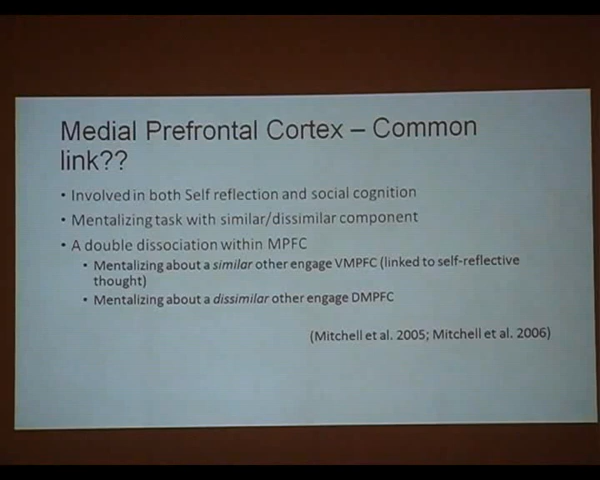 Medial Prefrontal Cortex – Common
link??
• Involved in both Self reflection and social cognition
• Mentalizing task with similar/dissimilar component
• A double dissociation within MPFC
• Mentalizing about a similar other engage VMPFC (linked to self-reflective
thought)
• Mentalizing about a dissimilar other engage DMPFC
(Mitchell et al. 2005; Mitchell et al. 2006)